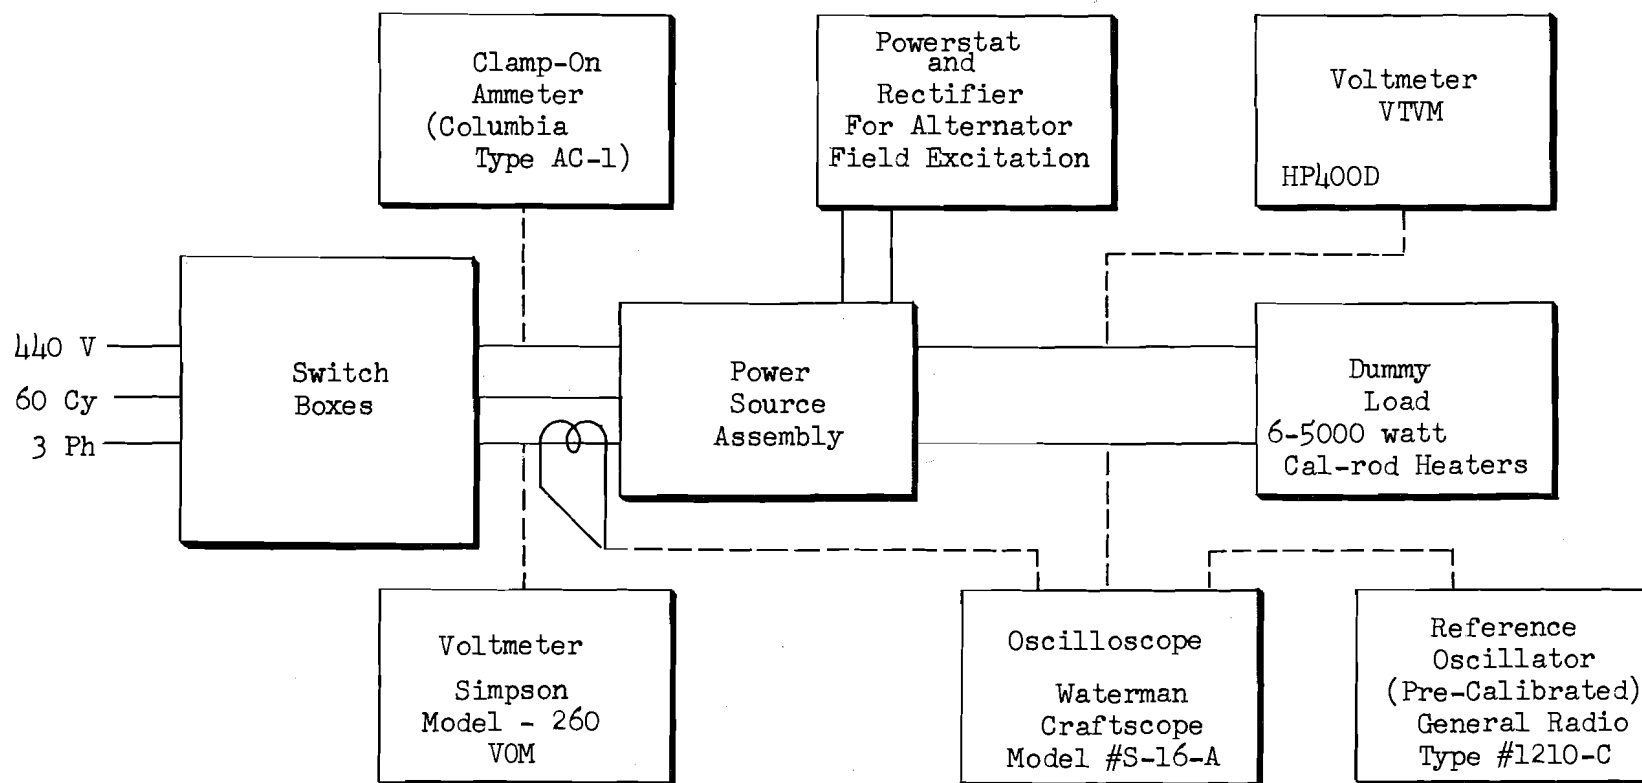 Clamp-On
Ammeter
(Columbia
Type AC-1)
Powerstat
and
Rectifier
For Alternator
Field Excitation
Voltmeter
VTVM
HP400D
440 V
60 Cy
3 Ph
Switch
Boxes
Power
Source
Assembly
Dummy
Load
6-5000 watt
Cal-rod Heaters
Voltmeter
Simpson
Model - 260
VOM
Oscilloscope
Waterman
Craftscope
Model #S-16-A
Reference
Oscillator
(Pre-Calibrated)
General Radio
Type #1210-C